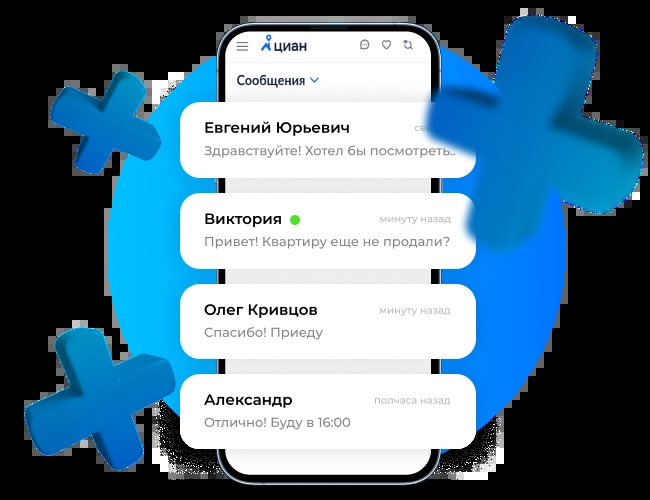 циан
Сообщения
Евгений Юрьевич
Здравствуйте! Хотел бы посмотреть..
Виктория
минуту назад
Привет! Квартиру еще не продали?
Олег Кривцов
минуту назад
Спасибо! Приеду
Александр
полчаса назад
Отлично! Буду в 16:00